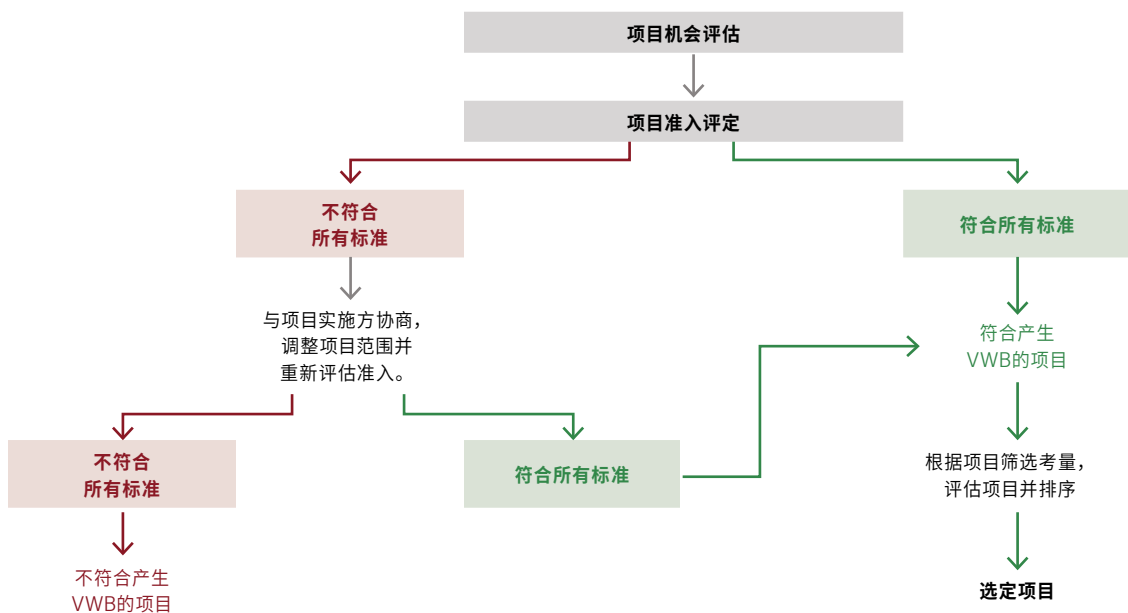 项目机会评估
项目准入评定
不符合
所有标准
符合所有标准
与项目实施方协商，
调整项目范围并
重新评估准入。
符合产生
VWB的项目
不符合
所有标准
符合所有标准
根据项目筛选考量，
评估项目并排序
不符合产生
VWB的项目
选定项目